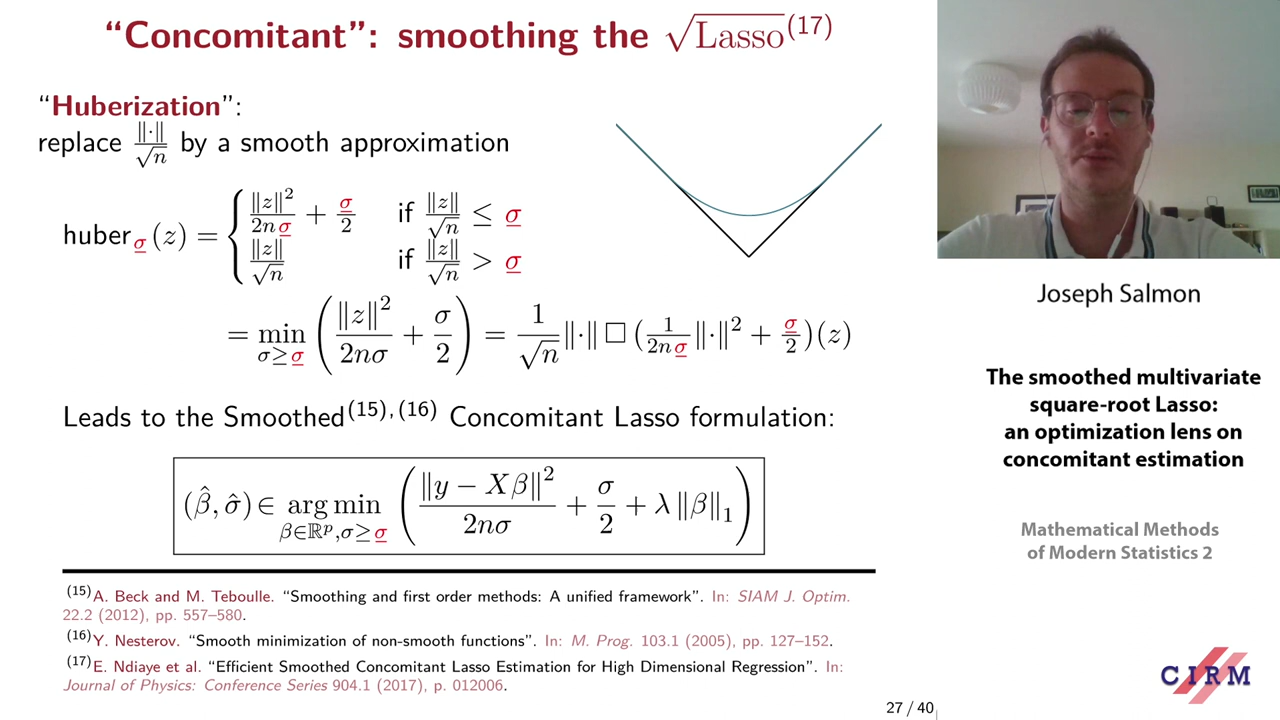 “Concomitant”: smoothing the √Lasso(17)
“Huberization”:
replace ‖·‖/√n by a smooth approximation
huber_σ̲(z) = { ‖z‖²/2nσ̲ + σ̲/2 if ‖z‖/√n ≤ σ̲
‖z‖/√n if ‖z‖/√n > σ̲
= min_{σ≥σ̲} (‖z‖²/2nσ + σ/2) = 1/√n ‖·‖ □ (1/2nσ̲ ‖·‖² + σ̲/2)(z)
Leads to the Smoothed(15),(16) Concomitant Lasso formulation:
(β̂, σ̂) ∈ arg min_{β∈ℝᵖ,σ≥σ̲} (‖y − Xβ‖²/2nσ + σ/2 + λ‖β‖₁)
(15) A. Beck and M. Teboulle. “Smoothing and first order methods: A unified framework”. In: SIAM J. Optim.
22.2 (2012), pp. 557–580.
(16) Y. Nesterov. “Smooth minimization of non-smooth functions”. In: M. Prog. 103.1 (2005), pp. 127–152.
(17) E. Ndiaye et al. “Efficient Smoothed Concomitant Lasso Estimation for High Dimensional Regression”. In:
Journal of Physics: Conference Series 904.1 (2017), p. 012006.
27 / 40
Joseph Salmon
The smoothed multivariate
square-root Lasso:
an optimization lens on
concomitant estimation
Mathematical Methods
of Modern Statistics 2
CIRM